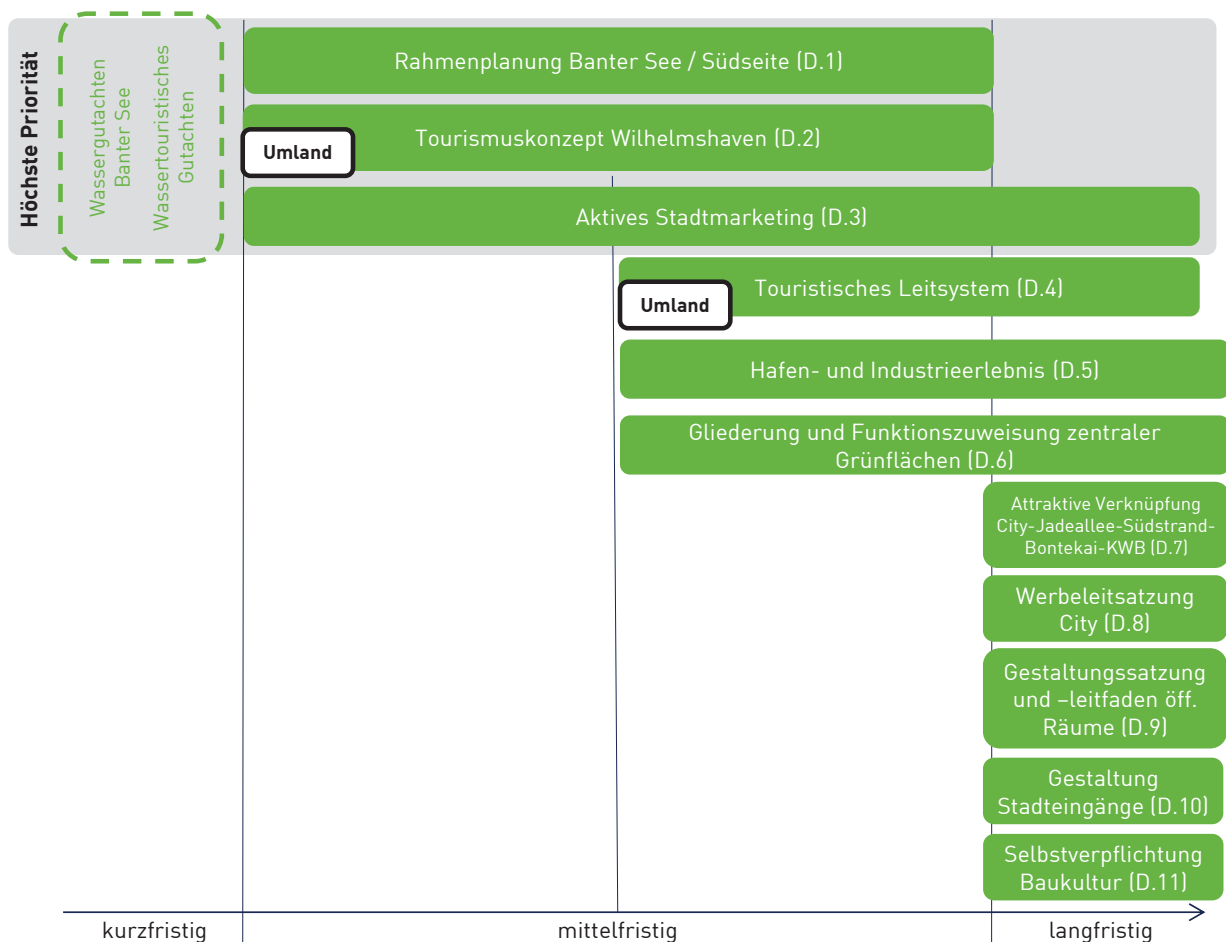 Höchste Priorität
Wassergutachten
Banter See
Wassertouristisches
Gutachten
Rahmenplanung Banter See / Südseite (D.1)
Tourismuskonzept Wilhelmshaven (D.2)
Umland
Aktives Stadtmarketing (D.3)
Touristisches Leitsystem (D.4)
Umland
Hafen- und Industrieerlebnis (D.5)
Gliederung und Funktionszuweisung zentraler
Grünflächen (D.6)
Attraktive Verknüpfung
City-Jadeallee-Südstrand-
Bontekai-KWB (D.7)
Werbeleitsatzung
City (D.8)
Gestaltungssatzung
und –leitfaden öff.
Räume (D.9)
Gestaltung
Stadteingänge (D.10)
Selbstverpflichtung
Baukultur (D.11)
kurzfristig
mittelfristig
langfristig